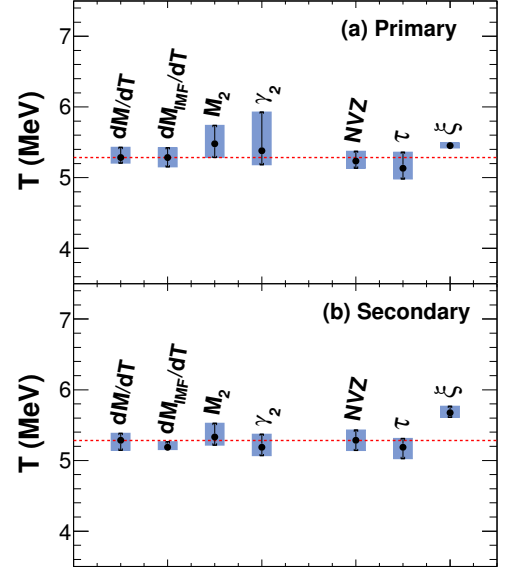 (a) Primary
7
6
5
4
T (MeV)
dM/dT
dM_IMF/dT
M_2
γ_2
NVZ
τ
ξ
(b) Secondary
7
6
5
4
T (MeV)
dM/dT
dM_IMF/dT
M_2
γ_2
NVZ
τ
ξ